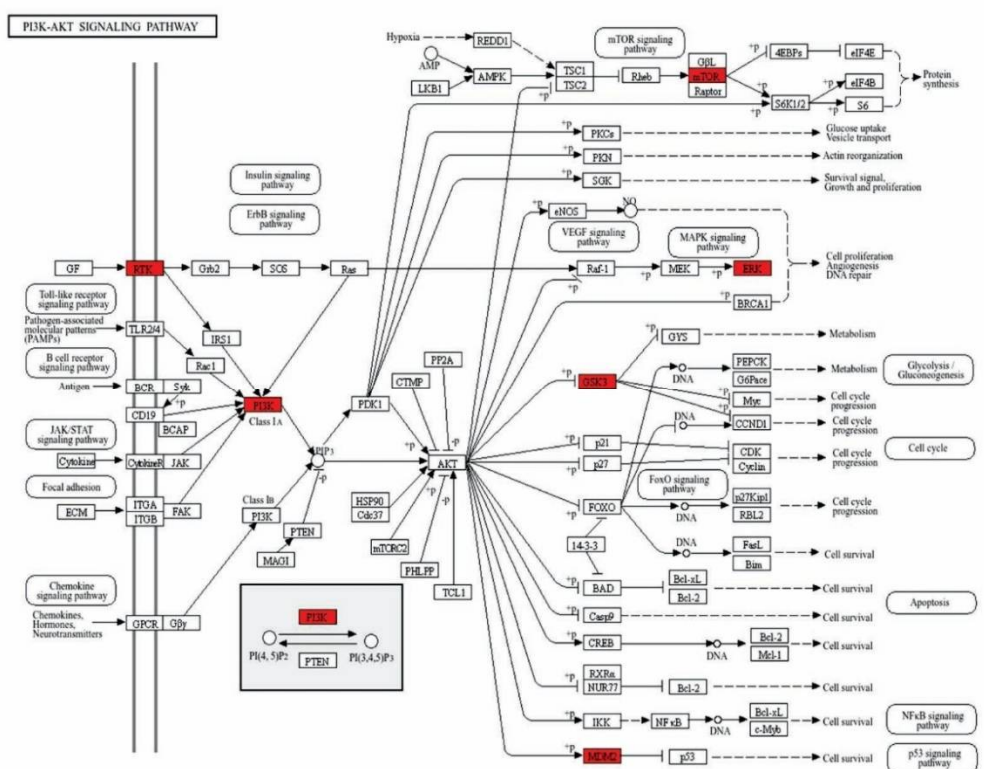 PI3K-AKT SIGNALING PATHWAY
Hypoxia
REDD1
mTOR signaling
pathway
AMP
LKB1
AMPK
TSC1
TSC2
+p
Rheb
GβL
mTOR
Raptor
+p
4EBPs
eIF4E
+p
S6K1/2
+p
eIF4B
S6
Protein
synthesis
+p
PKCs
Glucose uptake
Vesicle transport
+p
PKN
Actin reorganization
+p
SGK
Survival signal,
Growth and proliferation
Insulin signaling
pathway
ErbB signaling
pathway
+p
eNOS
NO
VEGF signaling
pathway
MAPK signaling
pathway
GF
RTK
Grb2
SOS
Ras
Raf-1
+p
MEK
+p
ERK
+p
BRCA1
Cell proliferation
Angiogenesis
DNA repair
Toll-like receptor
signaling pathway
Pathogen-associated
molecular patterns
(PAMPs)
TLR2/4
IRS1
Rac1
B cell receptor
signaling pathway
Antigen
BCR
Syk
+p
CD19
BCAP
PI3K
Class IA
JAK/STAT
signaling pathway
Cytokine
CytokineR
JAK
Focal adhesion
ECM
ITGA
ITGB
FAK
Chemokine
signaling pathway
Chemokines,
Hormones,
Neurotransmitters
GPCR
Gβγ
Class IB
PI3K
PIP3
PTEN
MAGI
PDK1
CTMP
PP2A
+p
-p
AKT
HSP90
Cdc37
mTORC2
+p
-p
PHLPP
TCL1
PI3K
PI(4, 5)P2
PI(3,4,5)P3
PTEN
+p
GSK3
+p
GYS
Metabolism
DNA
PEPCK
G6Pace
Metabolism
Glycolysis /
Gluconeogenesis
+p
Myc
Cell cycle
progression
DNA
+p
CCND1
Cell cycle
progression
+p
p21
+p
p27
CDK
Cyclin
Cell cycle
progression
Cell cycle
FoxO signaling
pathway
+p
FOXO
DNA
p27Kip1
RBL2
Cell cycle
progression
14-3-3
DNA
FasL
Bim
Cell survival
+p
BAD
Bcl-xL
Bcl-2
Cell survival
Apoptosis
+p
Casp9
Cell survival
+p
CREB
DNA
Bcl-2
Mcl-1
Cell survival
+p
RXRα
NUR77
Bcl-2
Cell survival
+p
IKK
NFκB
DNA
Bcl-xL
c-Myb
Cell survival
NFκB signaling
pathway
+p
MDM2
p53
Cell survival
p53 signaling
pathway